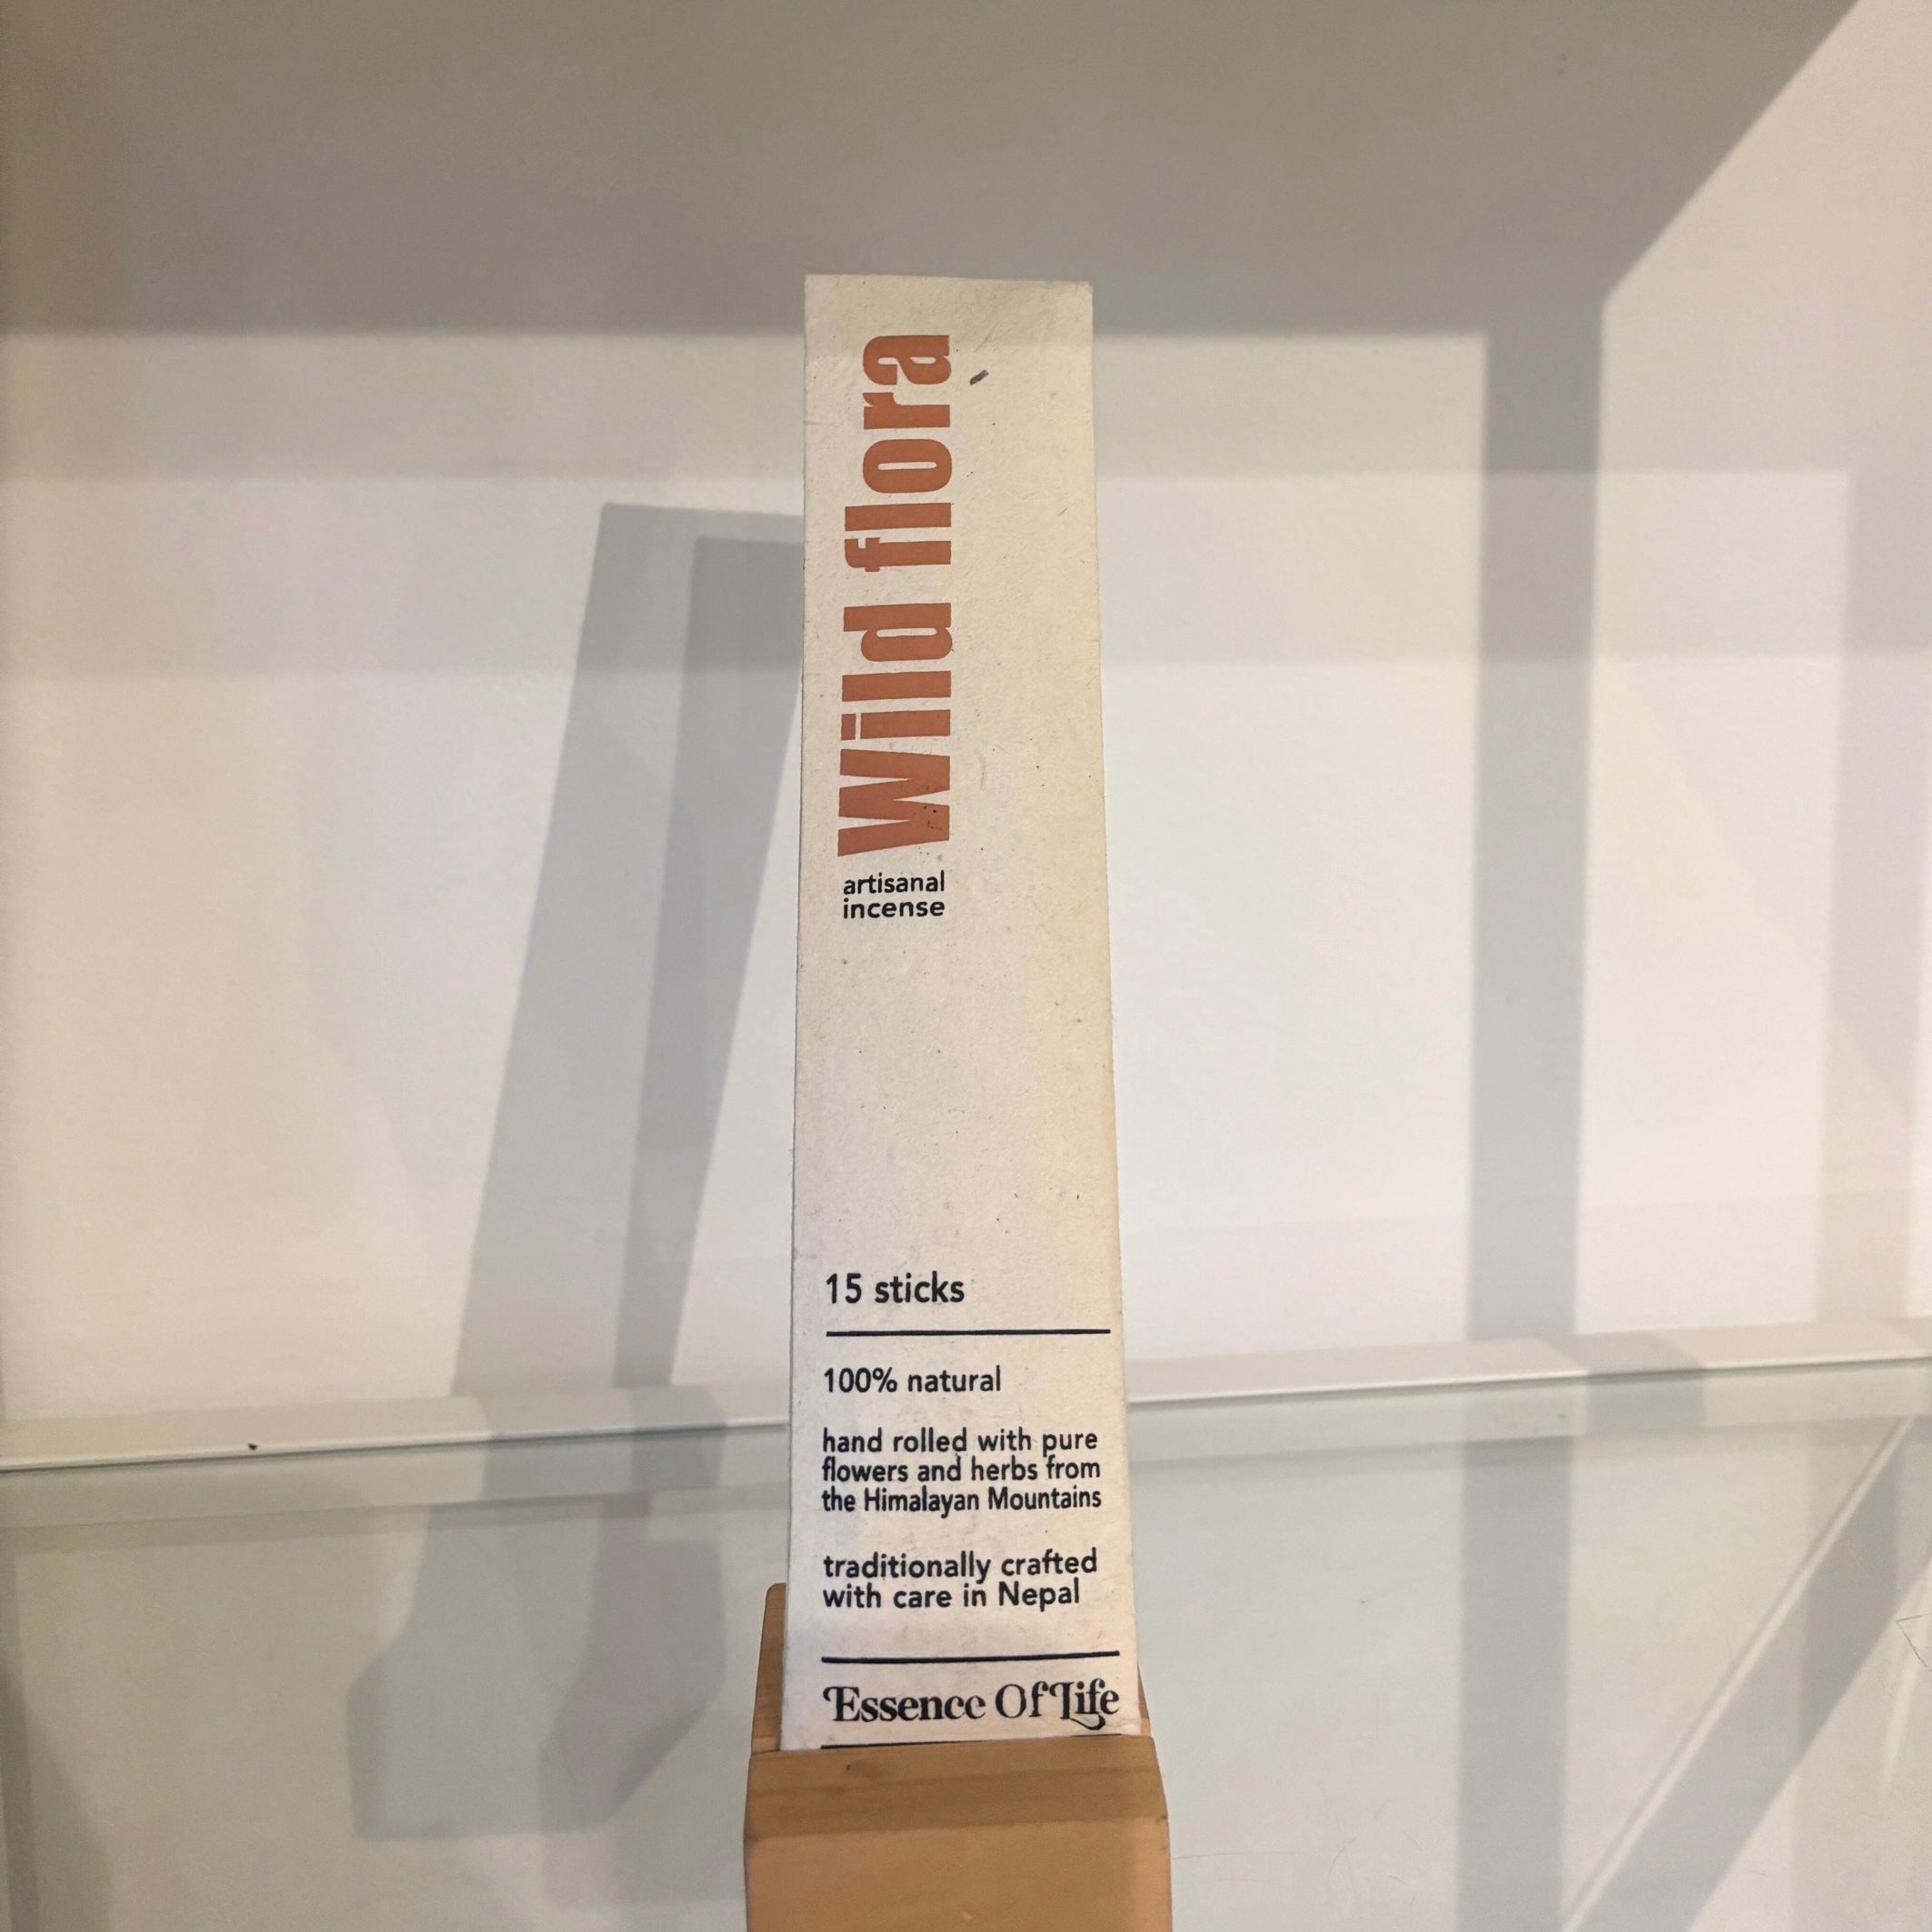 Wild flora
artisanal
incense
15 sticks
100% natural
hand rolled with pure
flowers and herbs from
the Himalayan Mountains
traditionally crafted
with care in Nepal
Essence Of Life